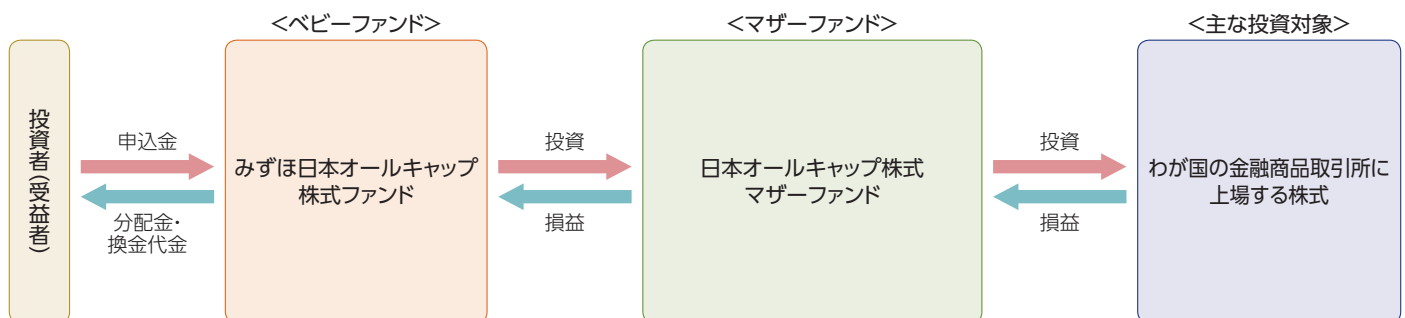 <ベビーファンド>
<マザーファンド>
<主な投資対象>
投資者(受益者)
申込金
分配金・
換金代金
みずほ日本オールキャップ
株式ファンド
投資
損益
日本オールキャップ株式
マザーファンド
投資
損益
わが国の金融商品取引所に
上場する株式